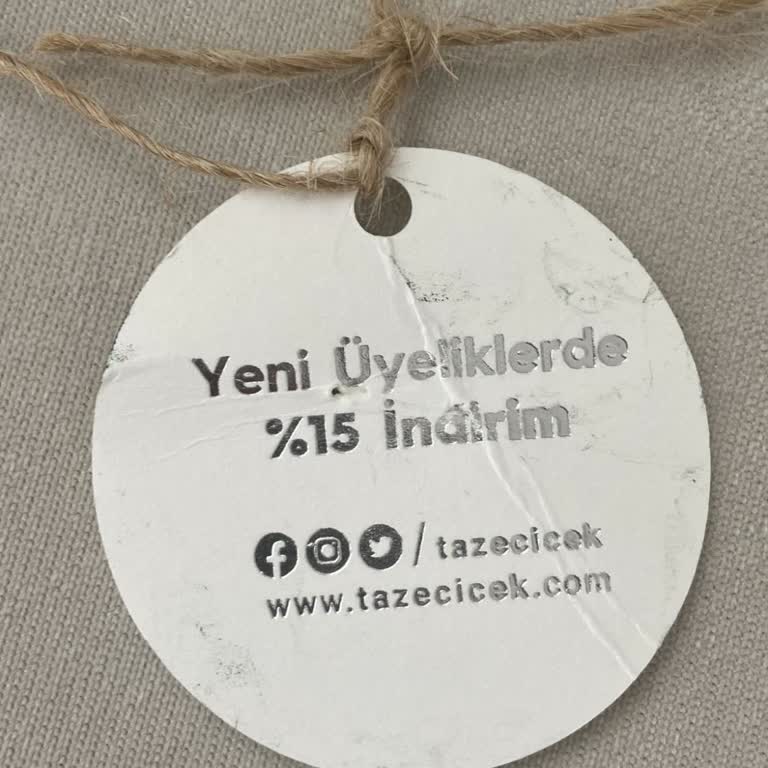 Yeni Üyeliklerde
%15 İndirim
/tazecicek
www.tazecicek.com